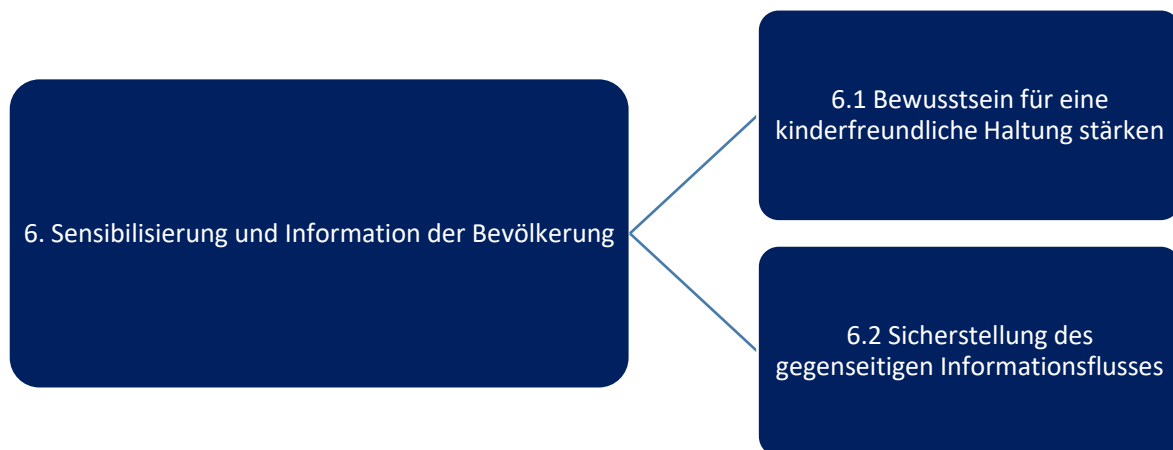 6. Sensibilisierung und Information der Bevölkerung
6.1 Bewusstsein für eine
kinderfreundliche Haltung stärken
6.2 Sicherstellung des
gegenseitigen Informationsflusses